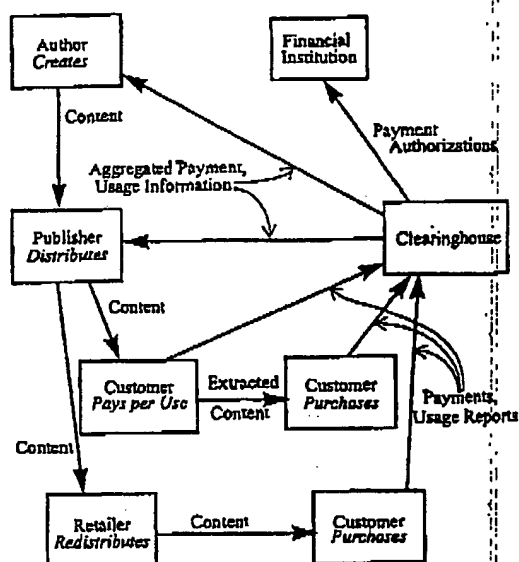 Author
Creates
Financial
Institution
Content
Payment
Authorizations
Aggregated Payment,
Usage Information
Publisher
Distributes
Clearinghouse
Content
Customer
Pays per Use
Extracted
Content
Customer
Purchases
Payments,
Usage Reports
Content
Retailer
Redistributes
Content
Customer
Purchases